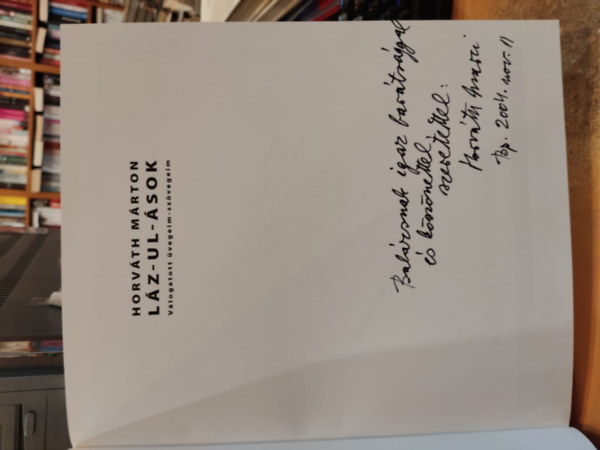 HORVÁTH MÁRTON
LÁZ-UL-ÁSOK
Válogatott üvegeim-szövegeim
Balázsnak igaz barátsággal
és köszönettel
szeretettel:
Horváth Marci
Bp. 2004. nov. 11